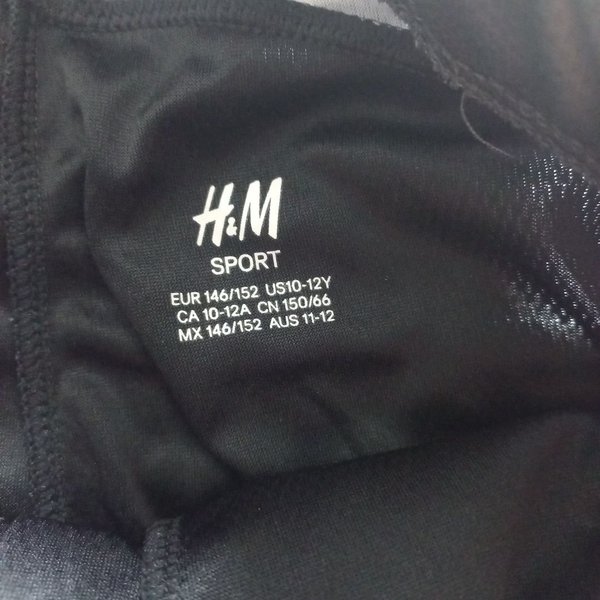 H&M
SPORT
EUR 146/152 US10-12Y
CA 10-12A CN 150/66
MX 146/152 AUS 11-12